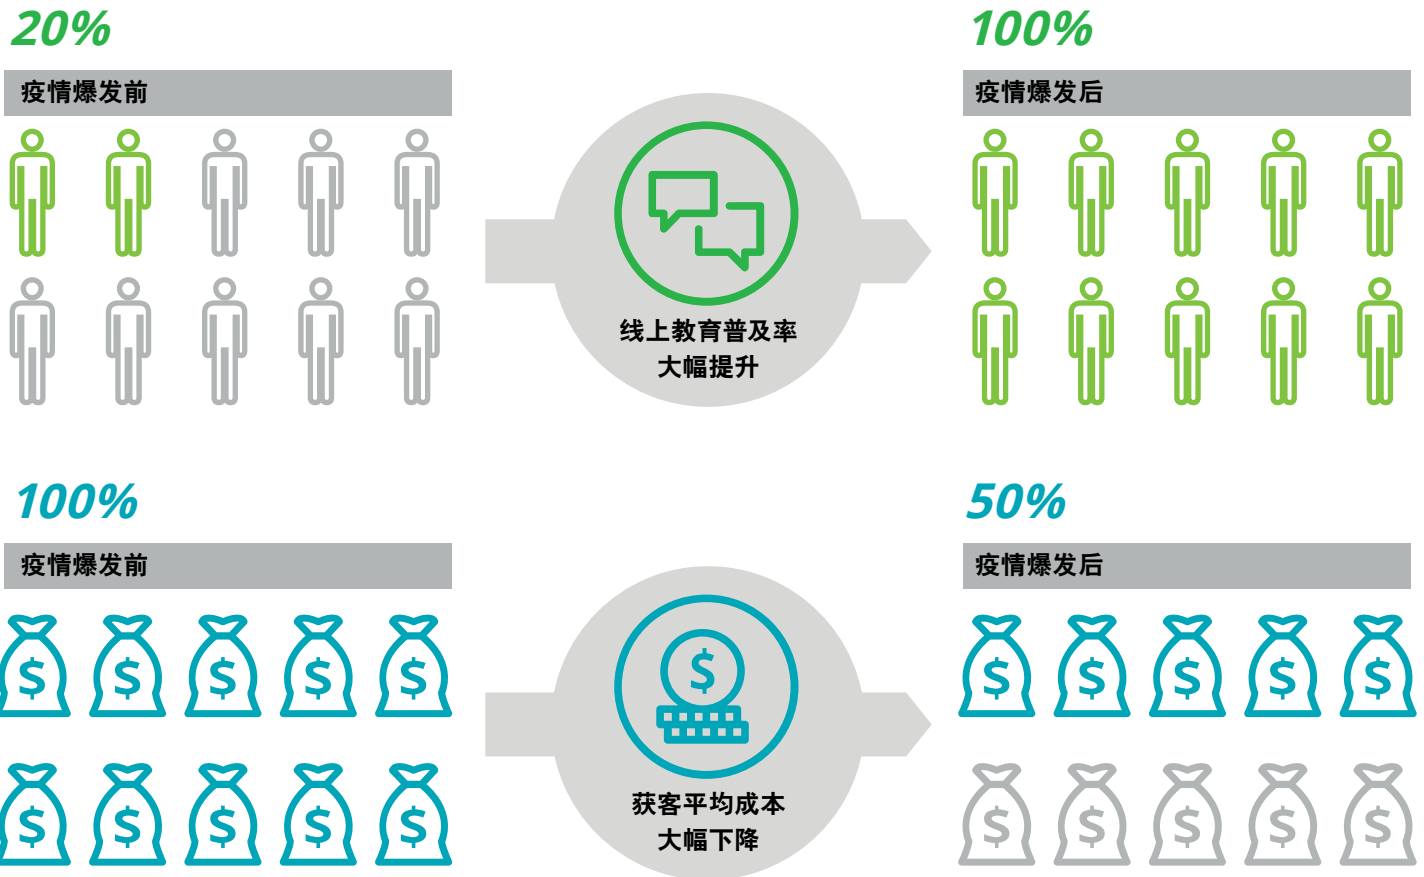 20%
100%
疫情爆发前
疫情爆发后
线上教育普及率
大幅提升
100%
50%
疫情爆发前
疫情爆发后
$ $ $ $ $
$
$ $ $ $ $
获客平均成本
大幅下降
$ $ $ $ $
$ $ $ $ $